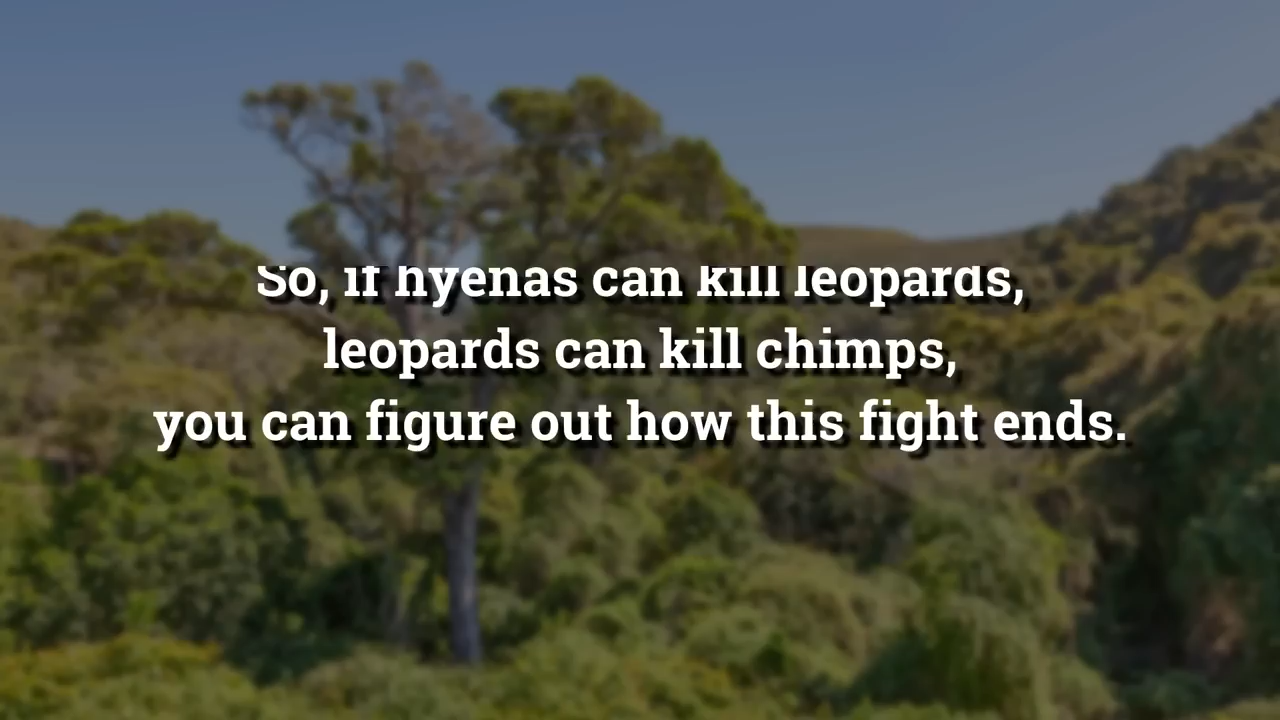 So, if hyenas can kill leopards,
leopards can kill chimps,
you can figure out how this fight ends.